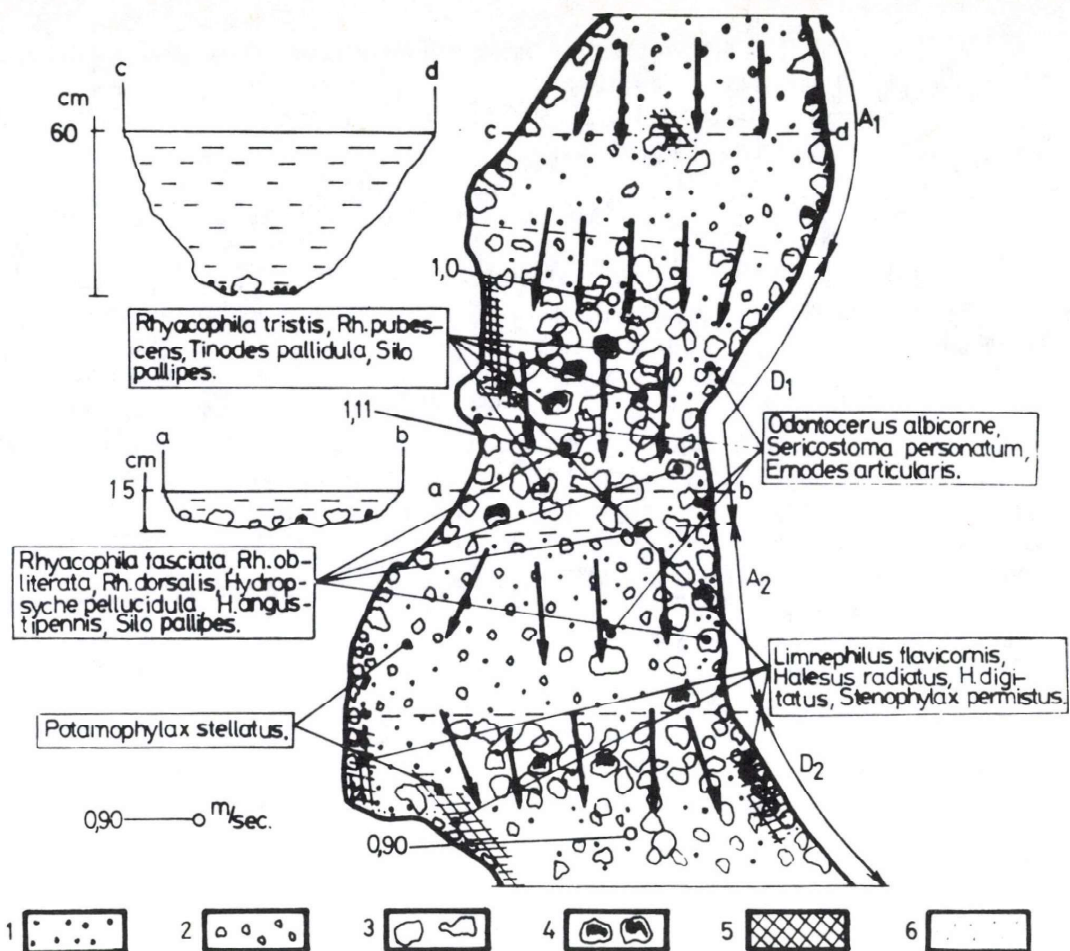 c d
cm
60
A1
c d
1,0
Rhyacophila tristis, Rh. pubes-
cens, Tinodes pallidula, Silo
pallipes.
D1
1,11
Odontocerus albicorne,
Sericostoma personatum,
Ernodes articularis.
a b
cm
15
a b
Rhyacophila fasciata, Rh. ob-
literata, Rh. dorsalis, Hydrop-
syche pellucidula, H. angus-
tipennis, Silo pallipes.
A2
Limnephilus flavicornis,
Halesus radiatus, H. digi-
tatus, Stenophylax permistus.
Potamophylax stellatus.
D2
0,90 m/sec.
0,90
1 2 3 4 5 6